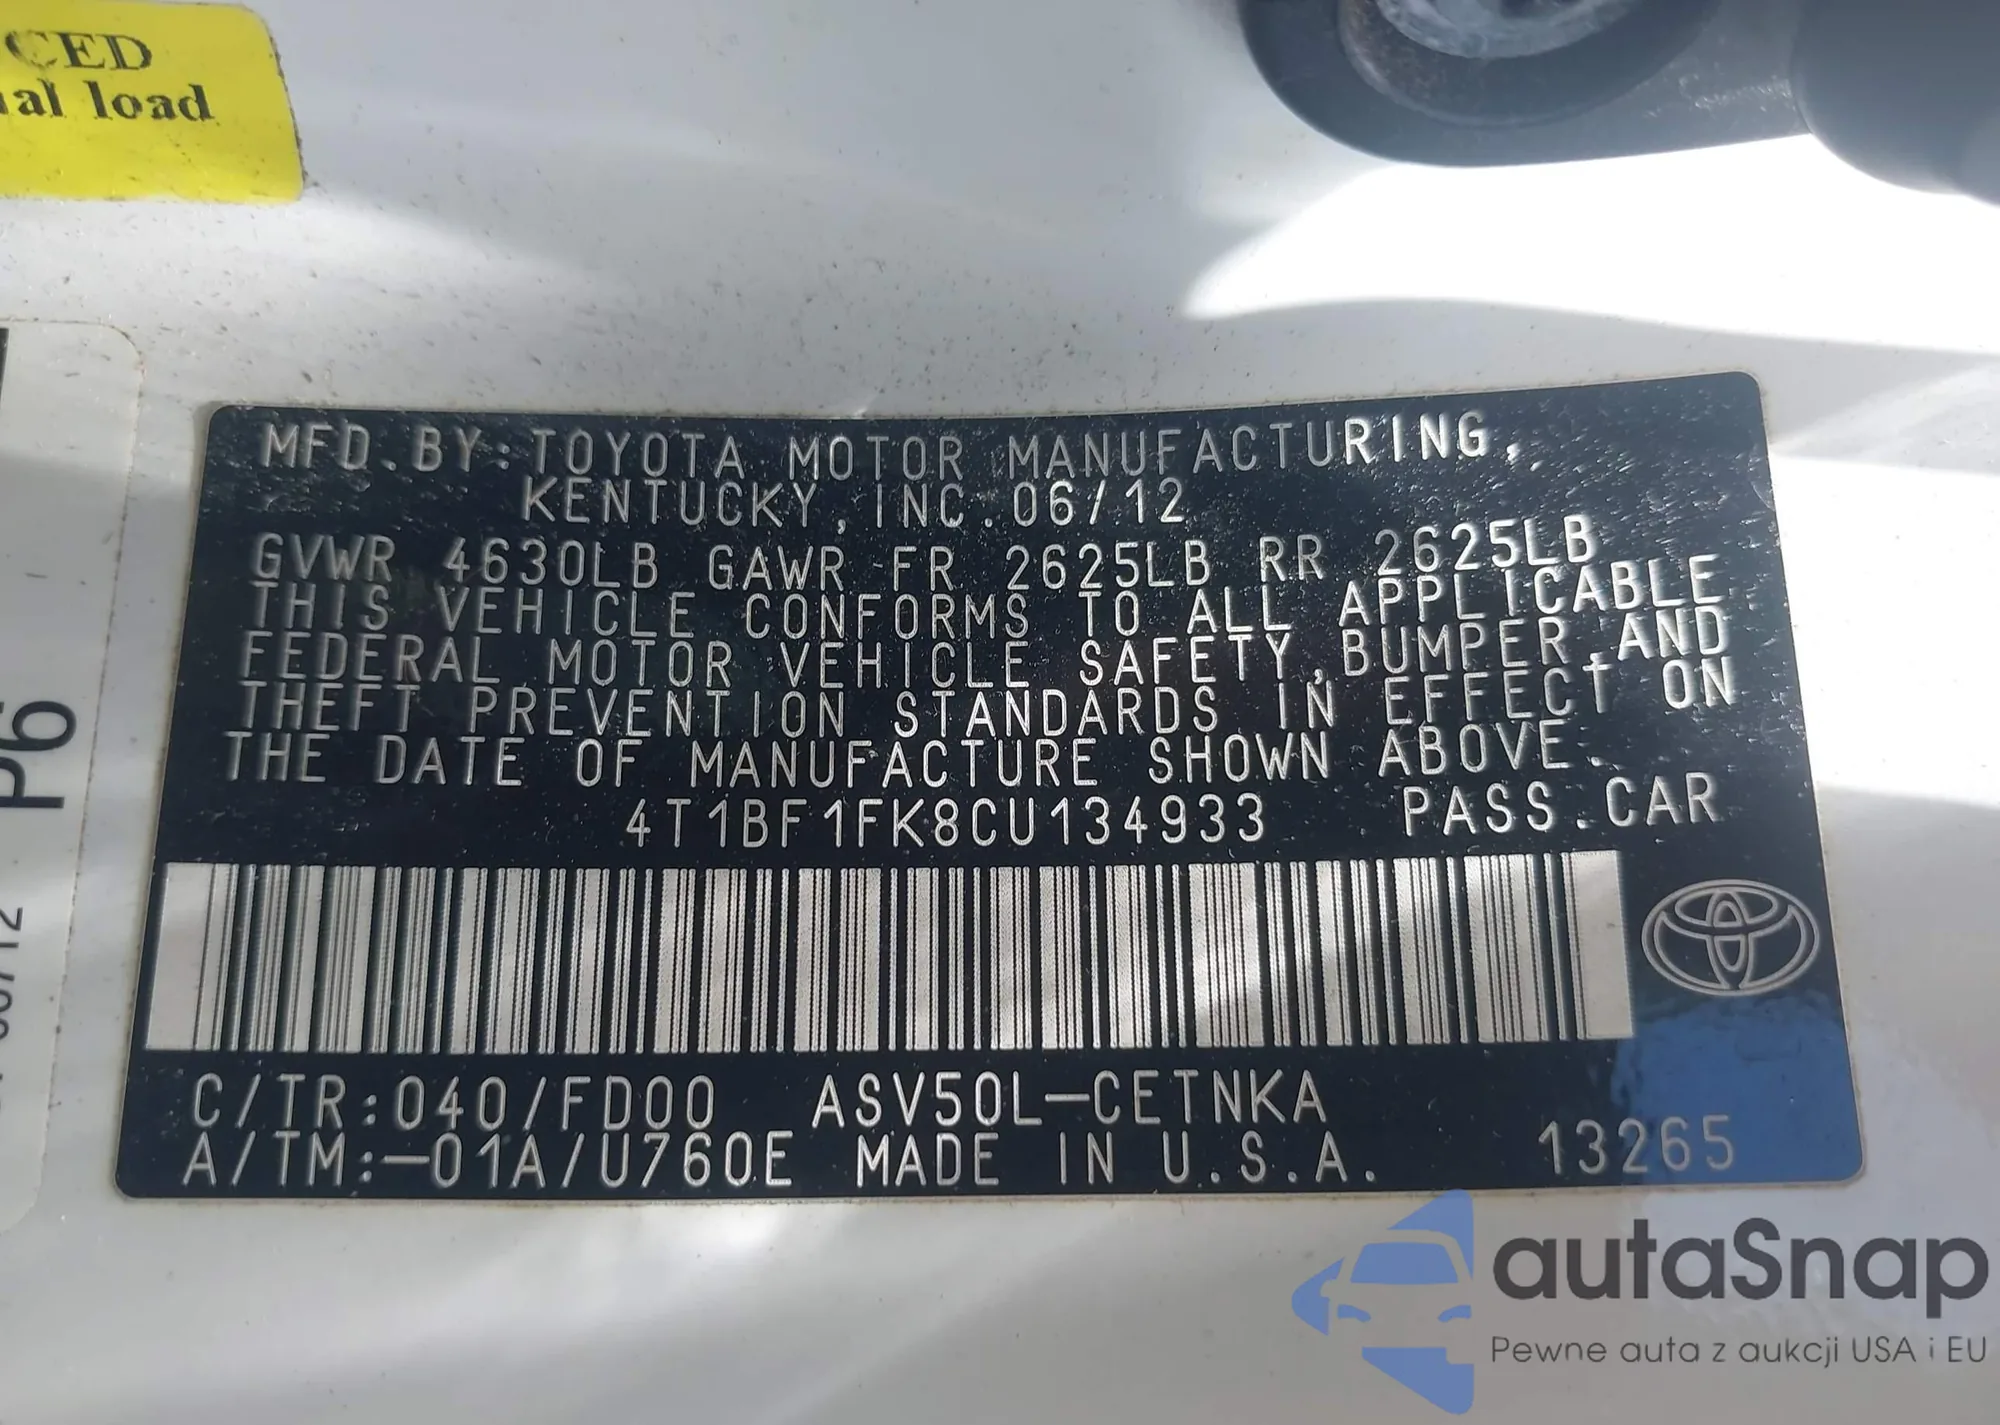 CED
load
MFD.BY:TOYOTA MOTOR MANUFACTURING,
KENTUCKY, INC. 06/12
GVWR 4630LB GAWR FR 2625LB RR 2625LB
THIS VEHICLE CONFORMS TO ALL APPLICABLE
FEDERAL MOTOR VEHICLE SAFETY, BUMPER, AND
THEFT PREVENTION STANDARDS IN EFFECT ON
THE DATE OF MANUFACTURE SHOWN ABOVE.
4T1BF1FK8CU134933 PASS.CAR
C/TR:040/FD00 ASV50L-CETNKA
A/TM:-01A/U760E MADE IN U.S.A. 13265
P6
autaSnap
Pewne auta z aukcji USA i EU